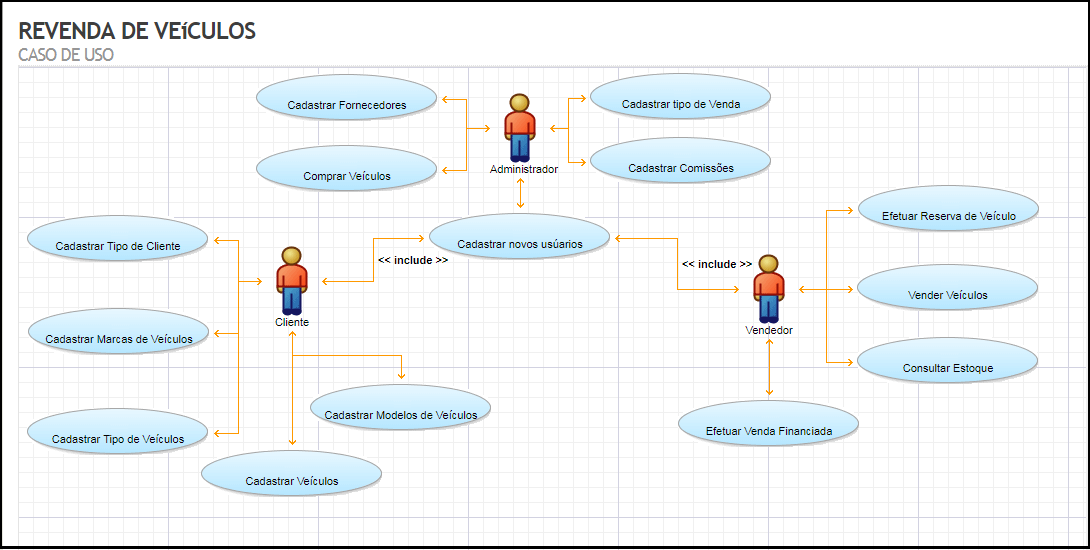 REVENDA DE VEíCULOS
CASO DE USO
Cadastrar Fornecedores
Cadastrar tipo de Venda
Comprar Veículos
Administrador
Cadastrar Comissões
Cadastrar Tipo de Cliente
Cadastrar novos usúarios
Efetuar Reserva de Veículo
<< include >>
<< include >>
Vender Veículos
Cliente
Vendedor
Cadastrar Marcas de Veículos
Consultar Estoque
Cadastrar Modelos de Veículos
Cadastrar Tipo de Veículos
Efetuar Venda Financiada
Cadastrar Veículos